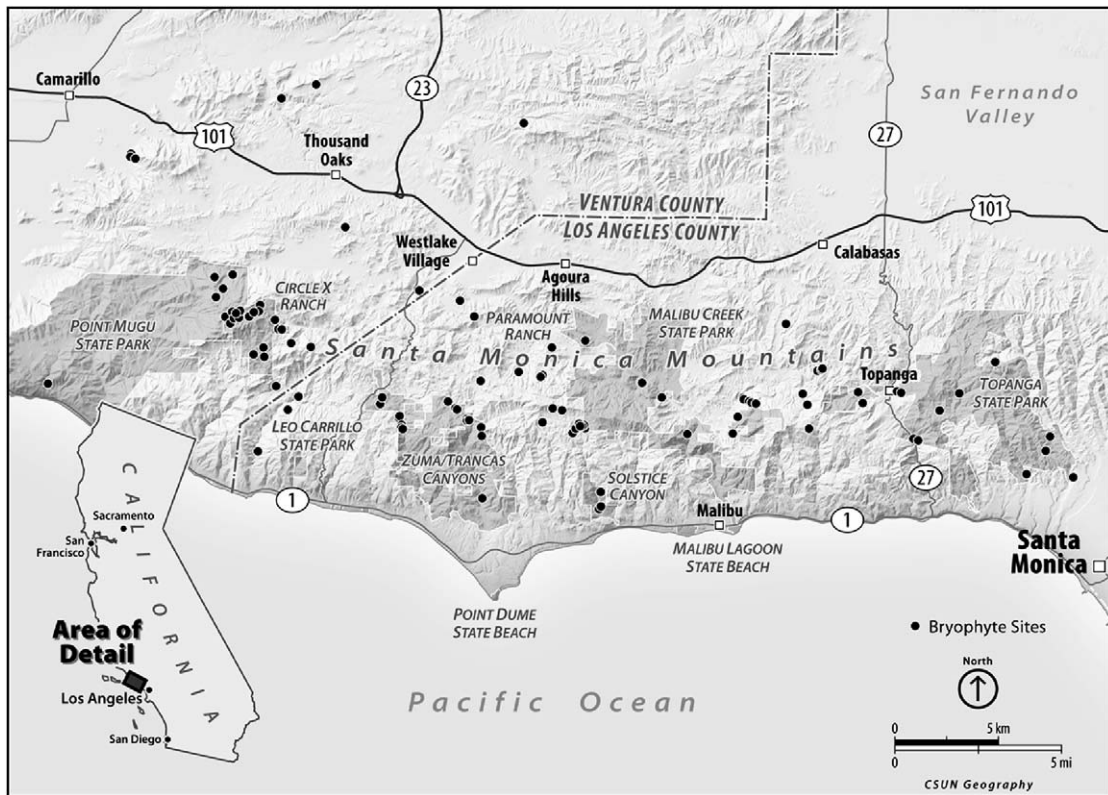 Camarillo
23
San Fernando
Valley
101
Thousand
Oaks
27
VENTURA COUNTY
LOS ANGELES COUNTY
101
Westlake
Village
Agoura
Hills
Calabasas
CIRCLE X
RANCH
POINT MUGU
STATE PARK
PARAMOUNT
RANCH
MALIBU CREEK
STATE PARK
Santa Monica Mountains
Topanga
TOPANGA
STATE PARK
LEO CARRILLO
STATE PARK
ZUMA/TRANCAS
CANYONS
SOLSTICE
CANYON
27
1
Malibu
1
MALIBU LAGOON
STATE BEACH
Santa
Monica
POINT DUME
STATE BEACH
CALIFORNIA
Sacramento
San
Francisco
Area of
Detail
Los Angeles
San Diego
Pacific Ocean
Bryophyte Sites
North
0 5 km
0 5 mi
CSUN Geography